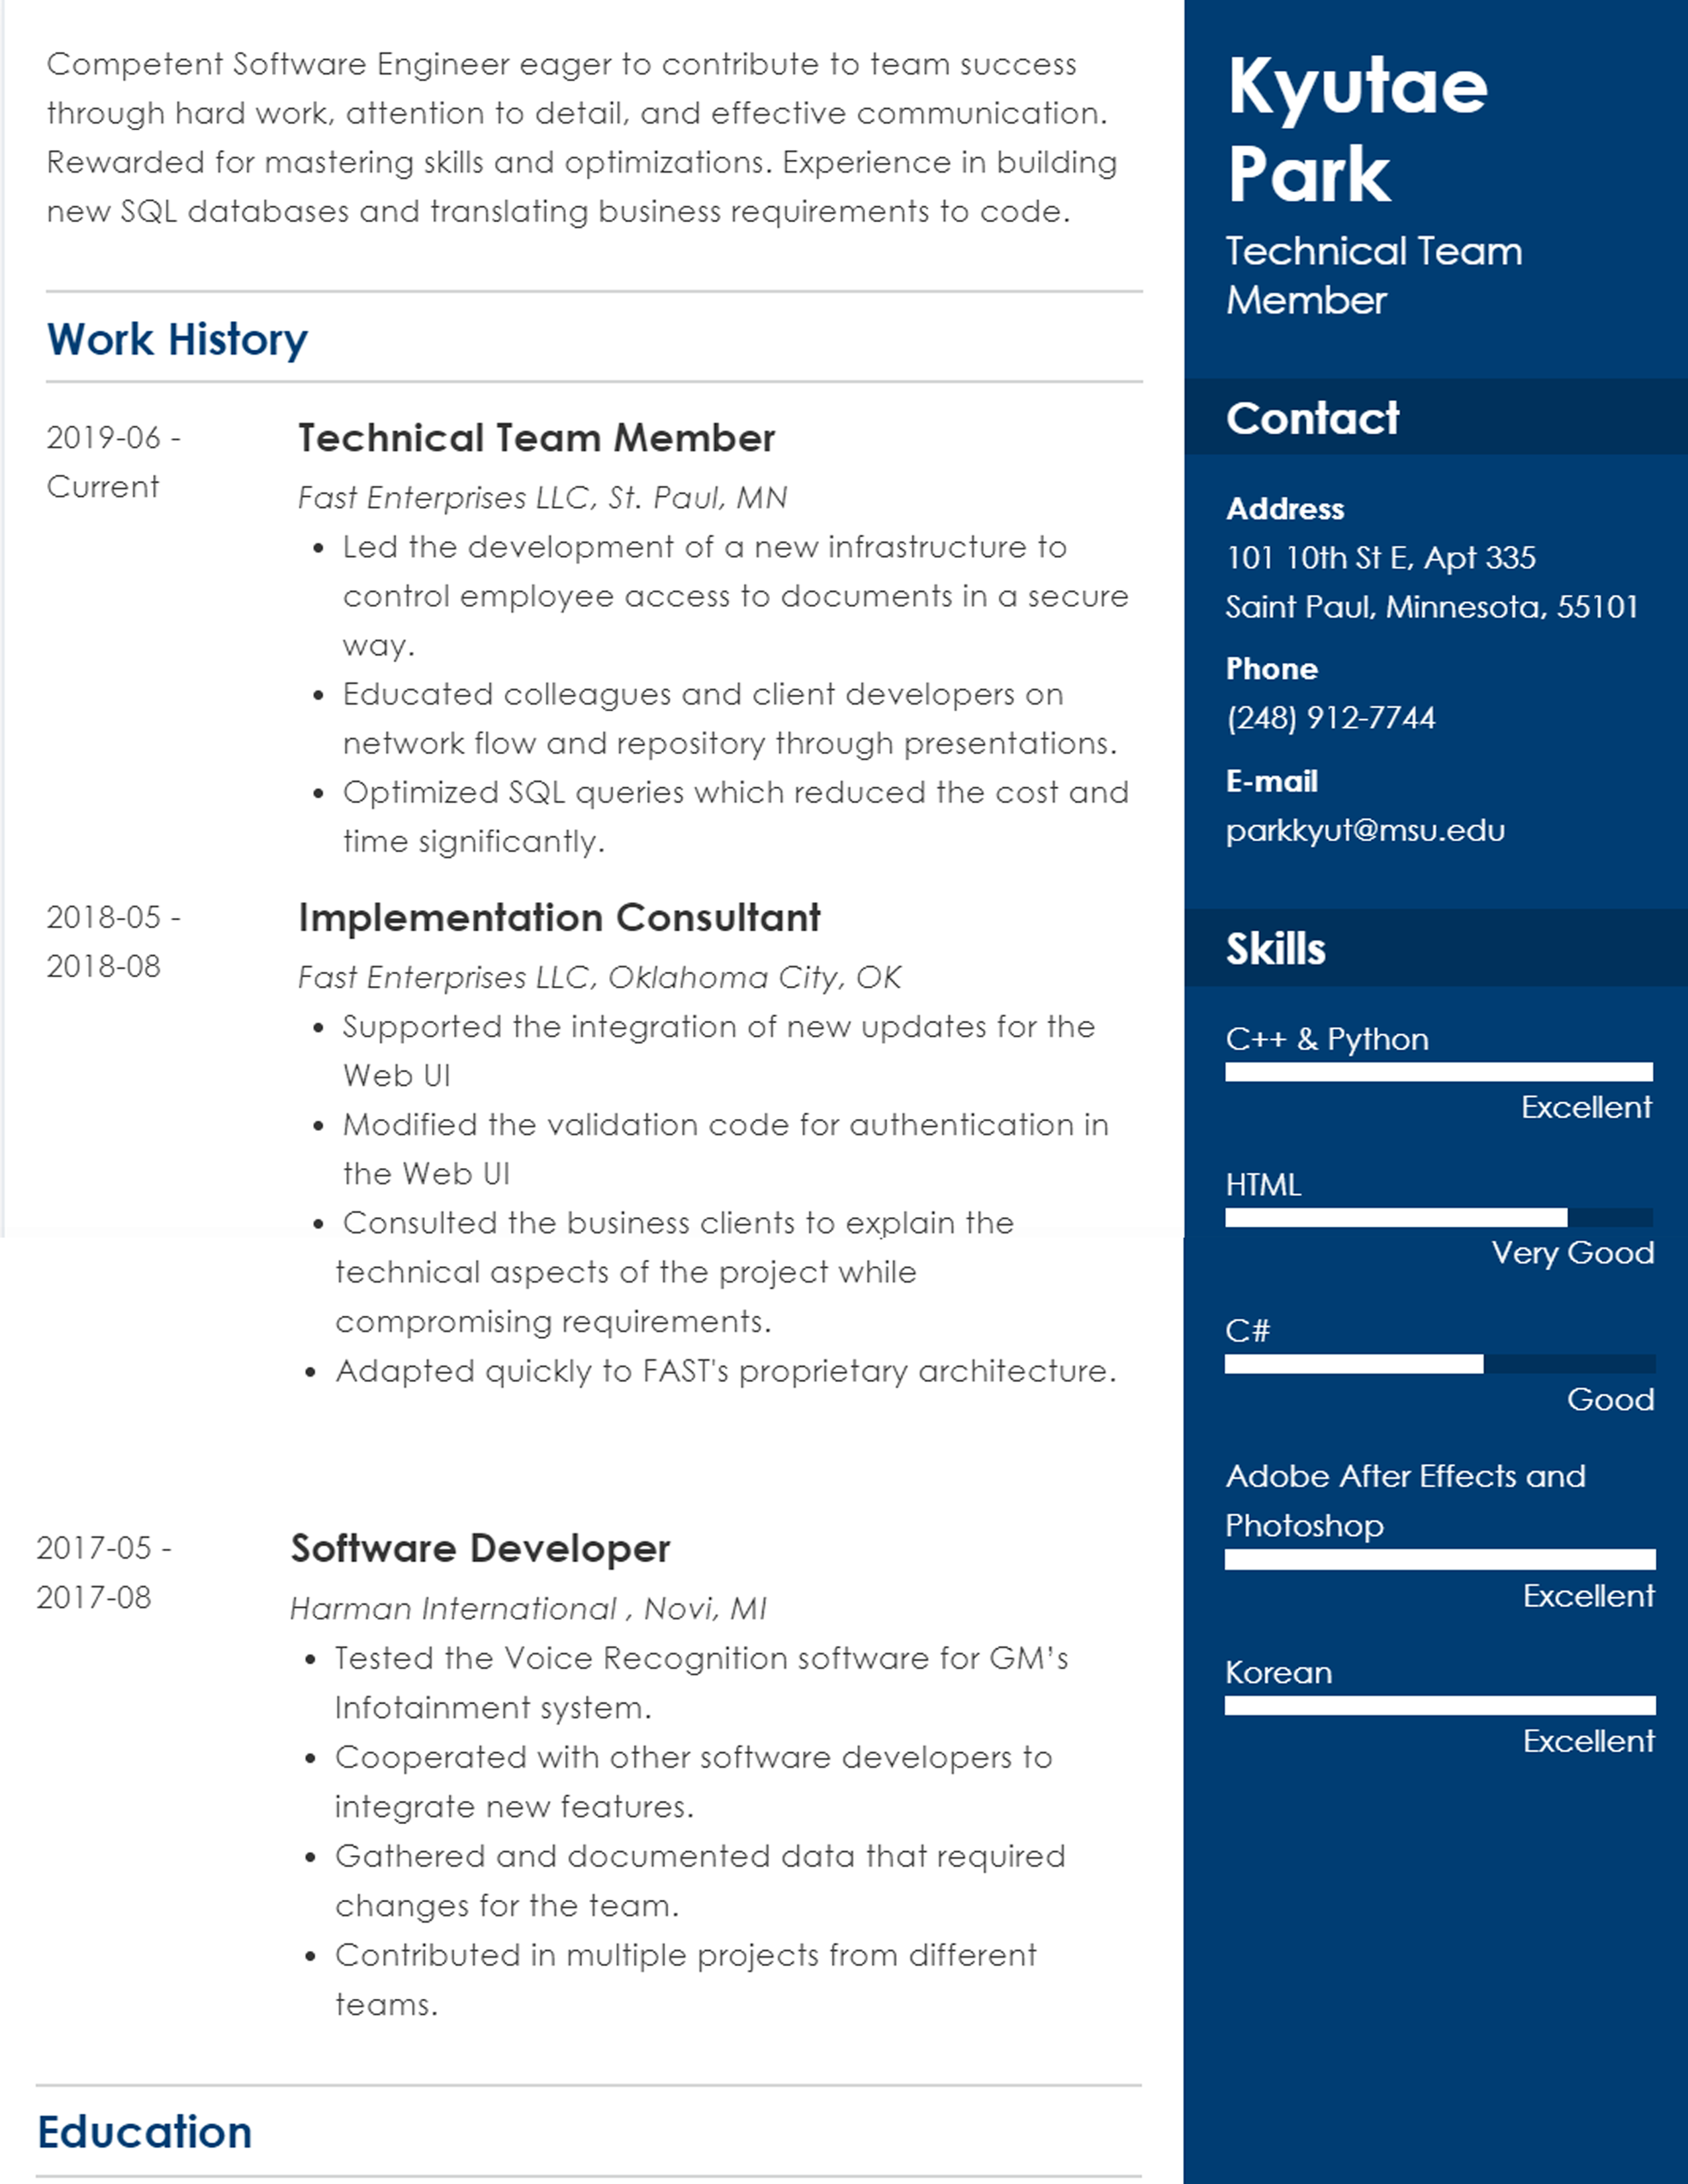 Competent Software Engineer eager to contribute to team success
through hard work, attention to detail, and effective communication.
Rewarded for mastering skills and optimizations. Experience in building
new SQL databases and translating business requirements to code.
Work History
2019-06 -
Current
Technical Team Member
Fast Enterprises LLC, St. Paul, MN
• Led the development of a new infrastructure to
control employee access to documents in a secure
way.
• Educated colleagues and client developers on
network flow and repository through presentations.
• Optimized SQL queries which reduced the cost and
time significantly.
2018-05 -
2018-08
Implementation Consultant
Fast Enterprises LLC, Oklahoma City, OK
• Supported the integration of new updates for the
Web UI
• Modified the validation code for authentication in
the Web UI
• Consulted the business clients to explain the
technical aspects of the project while
compromising requirements.
• Adapted quickly to FAST's proprietary architecture.
2017-05 -
2017-08
Software Developer
Harman International , Novi, MI
• Tested the Voice Recognition software for GM's
Infotainment system.
• Cooperated with other software developers to
integrate new features.
• Gathered and documented data that required
changes for the team.
• Contributed in multiple projects from different
teams.
Education
Kyutae
Park
Technical Team
Member
Contact
Address
101 10th St E, Apt 335
Saint Paul, Minnesota, 55101
Phone
(248) 912-7744
E-mail
parkkyut@msu.edu
Skills
C++ & Python
Excellent
HTML
Very Good
C#
Good
Adobe After Effects and
Photoshop
Excellent
Korean
Excellent